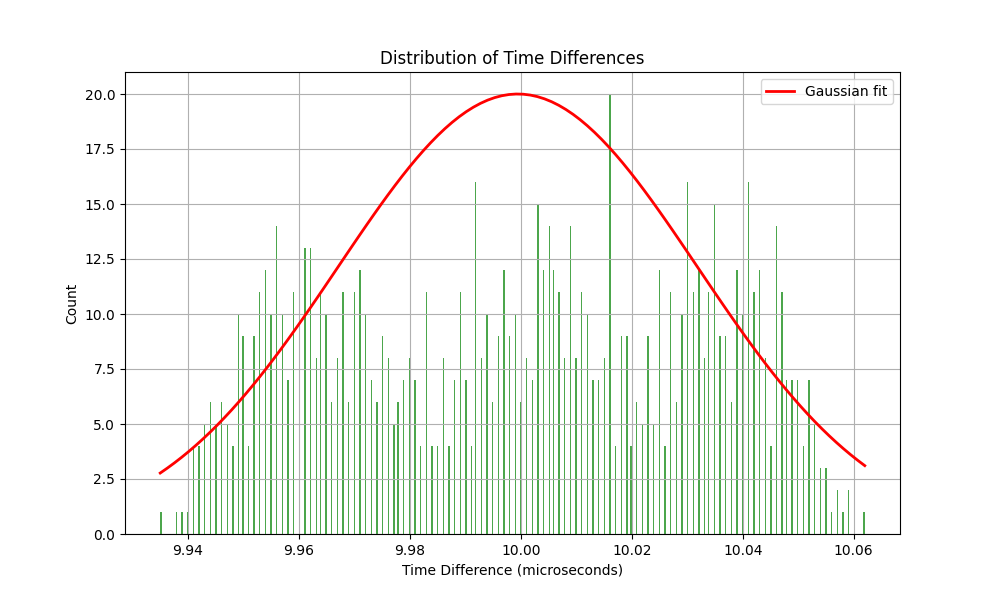 Distribution of Time Differences
Gaussian fit
Count
20.0
17.5
15.0
12.5
10.0
7.5
5.0
2.5
0.0
9.94 9.96 9.98 10.00 10.02 10.04 10.06
Time Difference (microseconds)